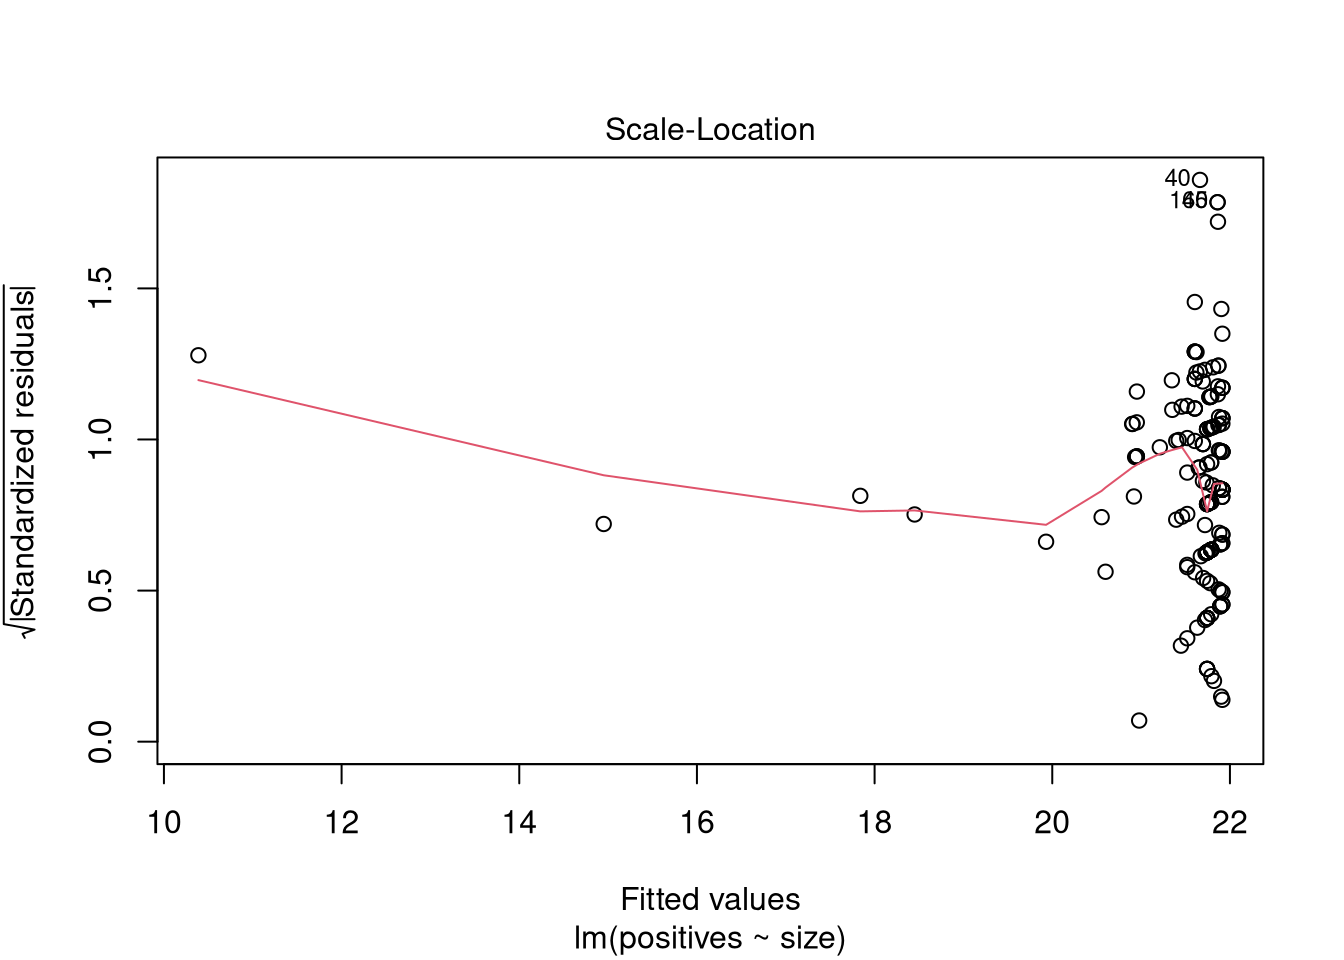 Scale-Location
√|Standardized residuals|
1.5
1.0
0.5
0.0
40
10 12 14 16 18 20 22
Fitted values
lm(positives ~ size)